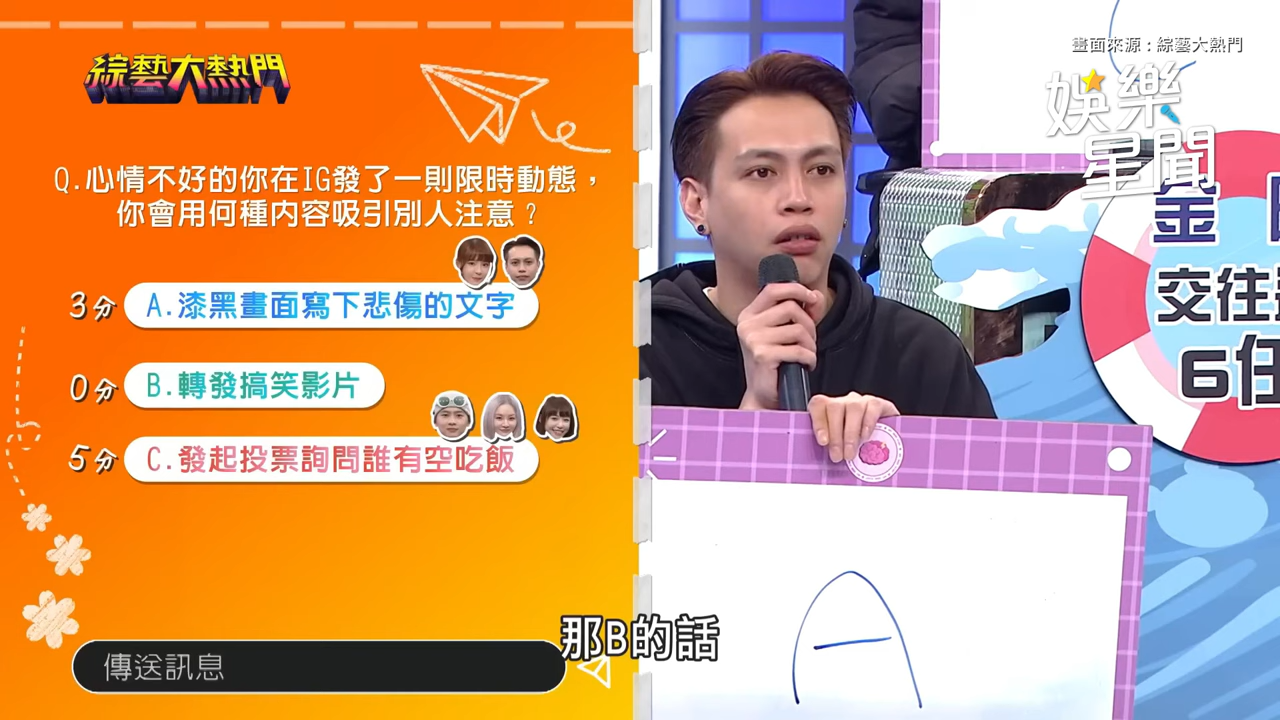 綜藝大熱門
Q.心情不好的你在IG發了一則限時動態，
你會用何種内容吸引別人注意？
3分 A.漆黑畫面寫下悲傷的文字
0分 B.轉發搞笑影片
5分 C.發起投票詢問誰有空吃飯
傳送訊息
那B的話
畫面來源：綜藝大熱門
娛樂
星聞
交往
6任
A